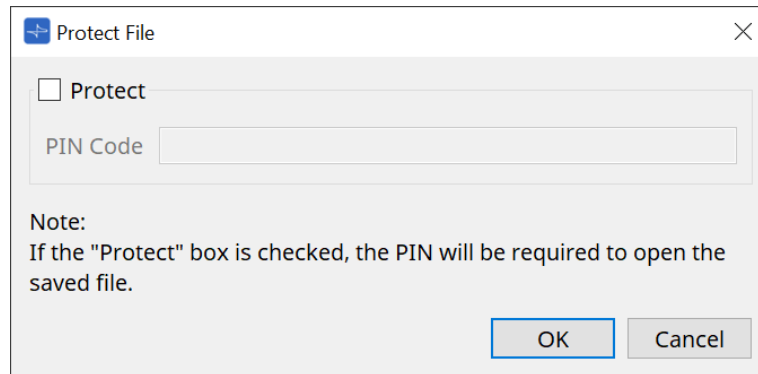 Protect File
Protect
PIN Code
Note:
If the "Protect" box is checked, the PIN will be required to open the
saved file.
OK Cancel